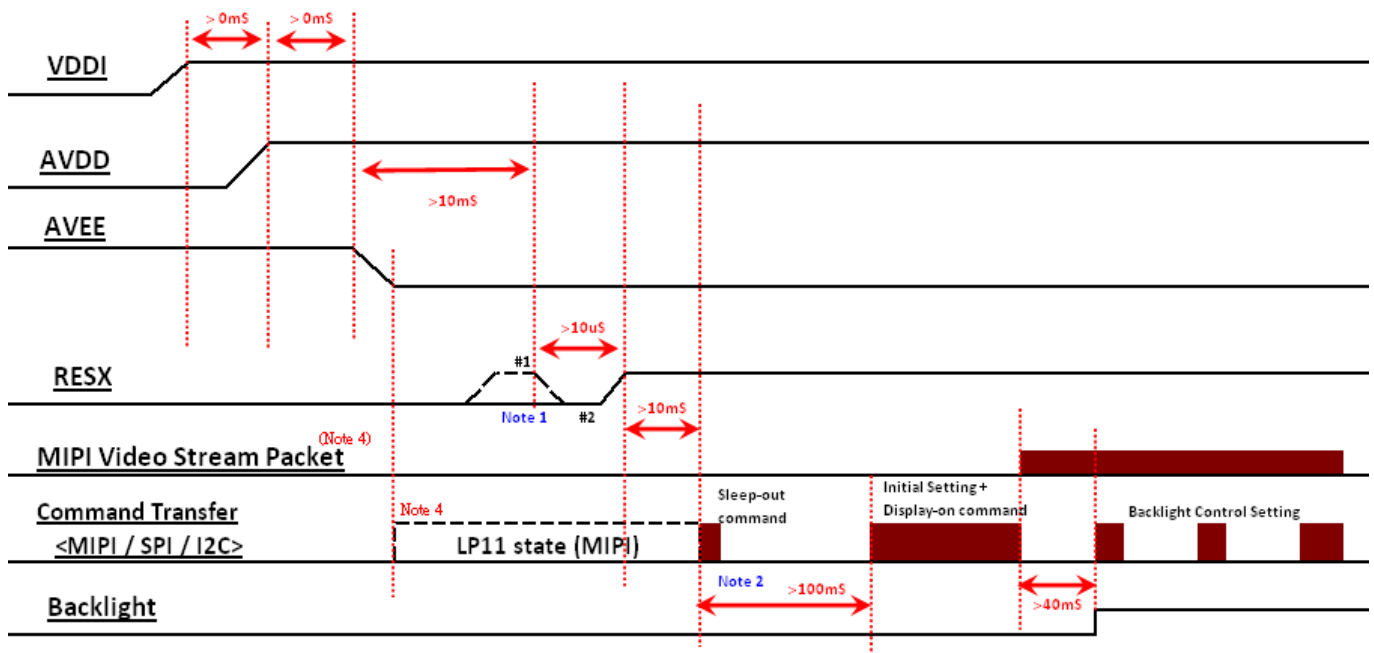 > 0mS > 0mS
VDDI
AVDD
>10mS
AVEE
>10uS
#1
RESX
Note 1 #2
>10mS
(Note 4)
MIPI Video Stream Packet
Command Transfer
<MIPI / SPI / I2C>
Note 4
LP11 state (MIPI)
Sleep-out
command
Initial Setting +
Display-on command
Backlight Control Setting
Note 2
>100mS
>40mS
Backlight